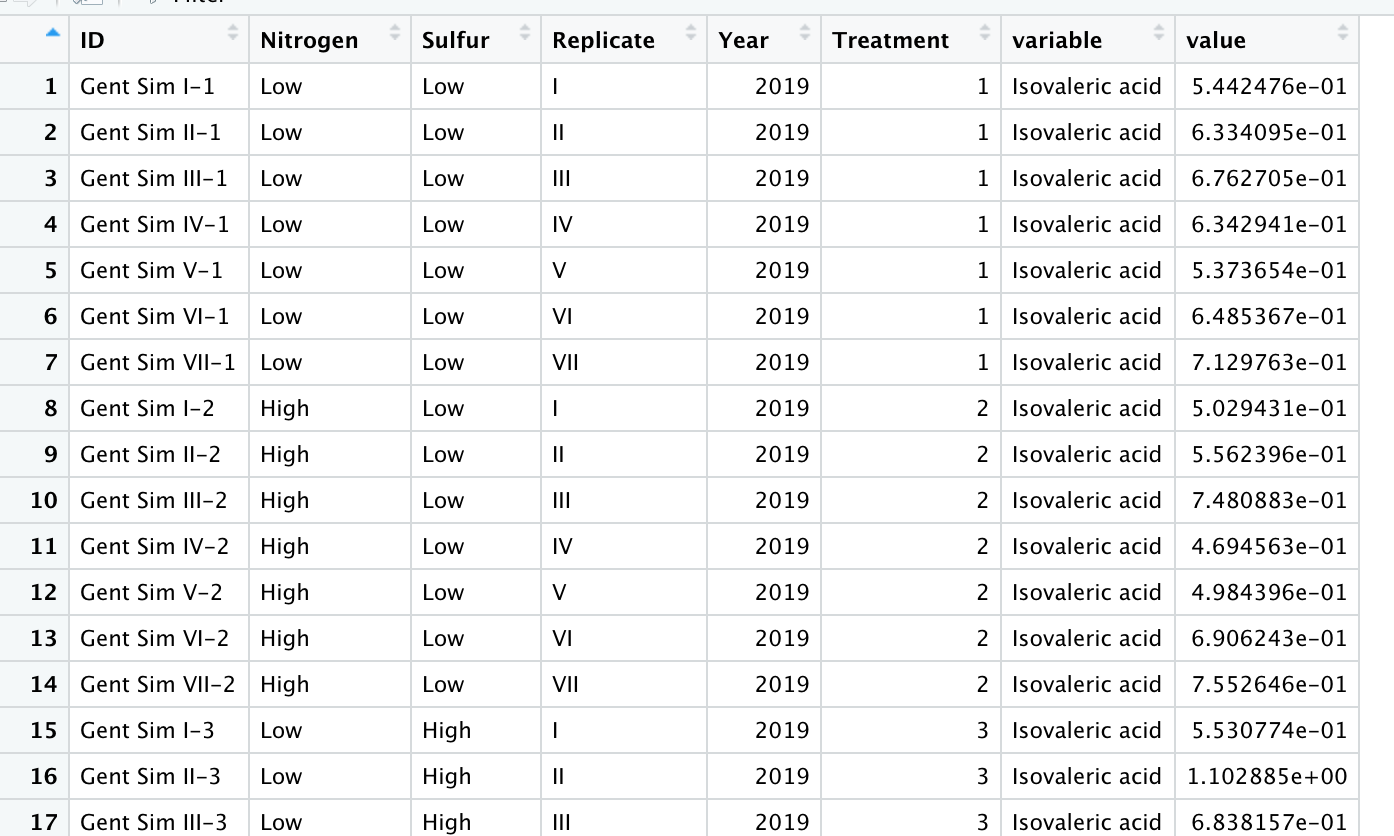 ID Nitrogen Sulfur Replicate Year Treatment variable value
1 Gent Sim I-1 Low Low I 2019 1 Isovaleric acid 5.442476e-01
2 Gent Sim II-1 Low Low II 2019 1 Isovaleric acid 6.334095e-01
3 Gent Sim III-1 Low Low III 2019 1 Isovaleric acid 6.762705e-01
4 Gent Sim IV-1 Low Low IV 2019 1 Isovaleric acid 6.342941e-01
5 Gent Sim V-1 Low Low V 2019 1 Isovaleric acid 5.373654e-01
6 Gent Sim VI-1 Low Low VI 2019 1 Isovaleric acid 6.485367e-01
7 Gent Sim VII-1 Low Low VII 2019 1 Isovaleric acid 7.129763e-01
8 Gent Sim I-2 High Low I 2019 2 Isovaleric acid 5.029431e-01
9 Gent Sim II-2 High Low II 2019 2 Isovaleric acid 5.562396e-01
10 Gent Sim III-2 High Low III 2019 2 Isovaleric acid 7.480883e-01
11 Gent Sim IV-2 High Low IV 2019 2 Isovaleric acid 4.694563e-01
12 Gent Sim V-2 High Low V 2019 2 Isovaleric acid 4.984396e-01
13 Gent Sim VI-2 High Low VI 2019 2 Isovaleric acid 6.906243e-01
14 Gent Sim VII-2 High Low VII 2019 2 Isovaleric acid 7.552646e-01
15 Gent Sim I-3 Low High I 2019 3 Isovaleric acid 5.530774e-01
16 Gent Sim II-3 Low High II 2019 3 Isovaleric acid 1.102885e+00
17 Gent Sim III-3 Low High III 2019 3 Isovaleric acid 6.838157e-01